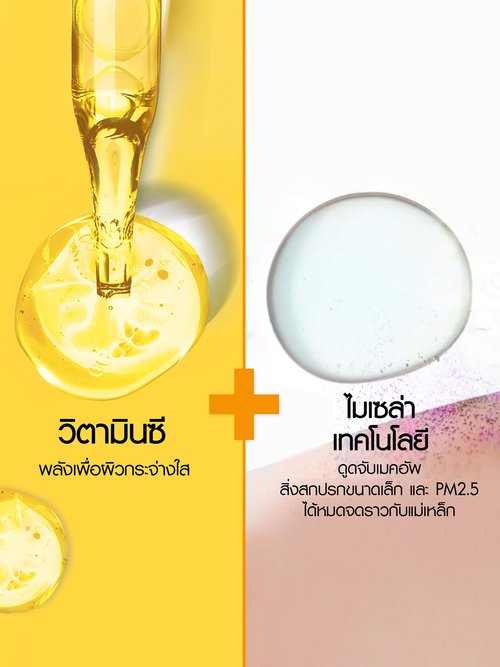 วิตามินซี
พลังเพื่อผิวกระจ่างใส
ไมเซล่า
เทคโนโลยี
ดูดจับเมคอัพ
สิ่งสกปรกขนาดเล็ก และ PM2.5
ได้หมดจดราวกับแม่เหล็ก